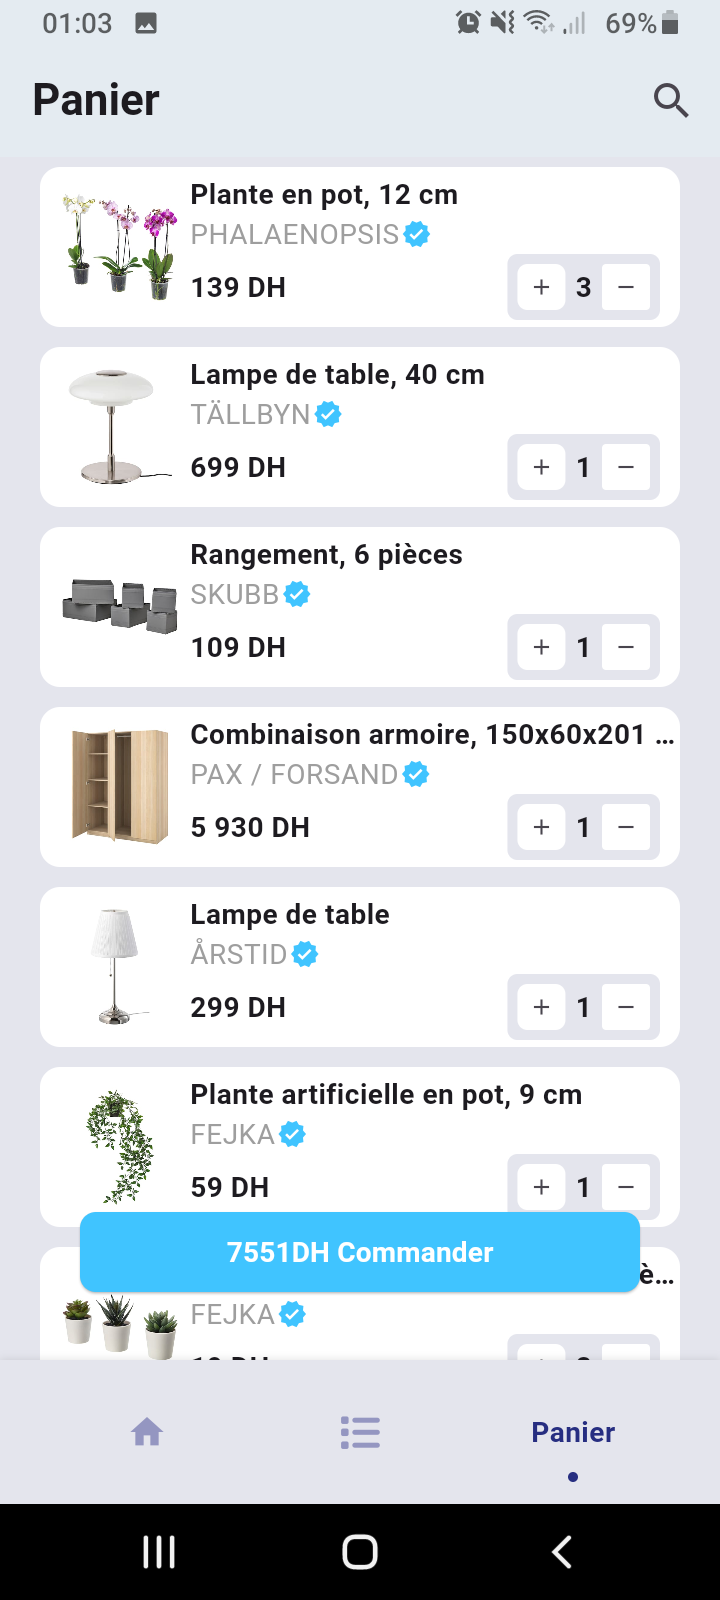 01:03 69%
Panier
Plante en pot, 12 cm
PHALAENOPSIS
139 DH + 3 −
Lampe de table, 40 cm
TÄLLBYN
699 DH + 1 −
Rangement, 6 pièces
SKUBB
109 DH + 1 −
Combinaison armoire, 150x60x201 ...
PAX / FORSAND
5 930 DH + 1 −
Lampe de table
ÅRSTID
299 DH + 1 −
Plante artificielle en pot, 9 cm
FEJKA
59 DH + 1 −
7551DH Commander
è...
FEJKA
Panier